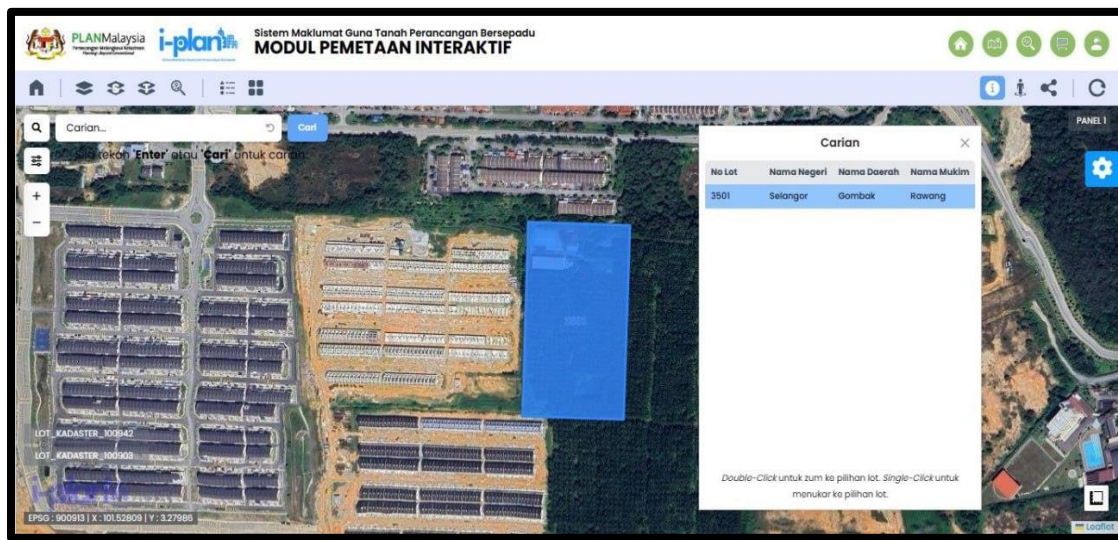 PLANMalaysia
i-plan
Sistem Maklumat Guna Tanah Perancangan Bersepadu
MODUL PEMETAAN INTERAKTIF
PANEL 1
Carian...
Cari
Sila tekan 'Enter' atau 'Cari' untuk carian.
Carian
No Lot Nama Negeri Nama Daerah Nama Mukim
3501 Selangor Gombak Rawang
3501
LOT_KADASTER_100942
LOT_KADASTER_100903
Double-Click untuk zum ke pilihan lot. Single-Click untuk
menukar ke pilihan lot.
EPSG : 900913 | X : 101.52809 | Y : 3.27986
Leaflet